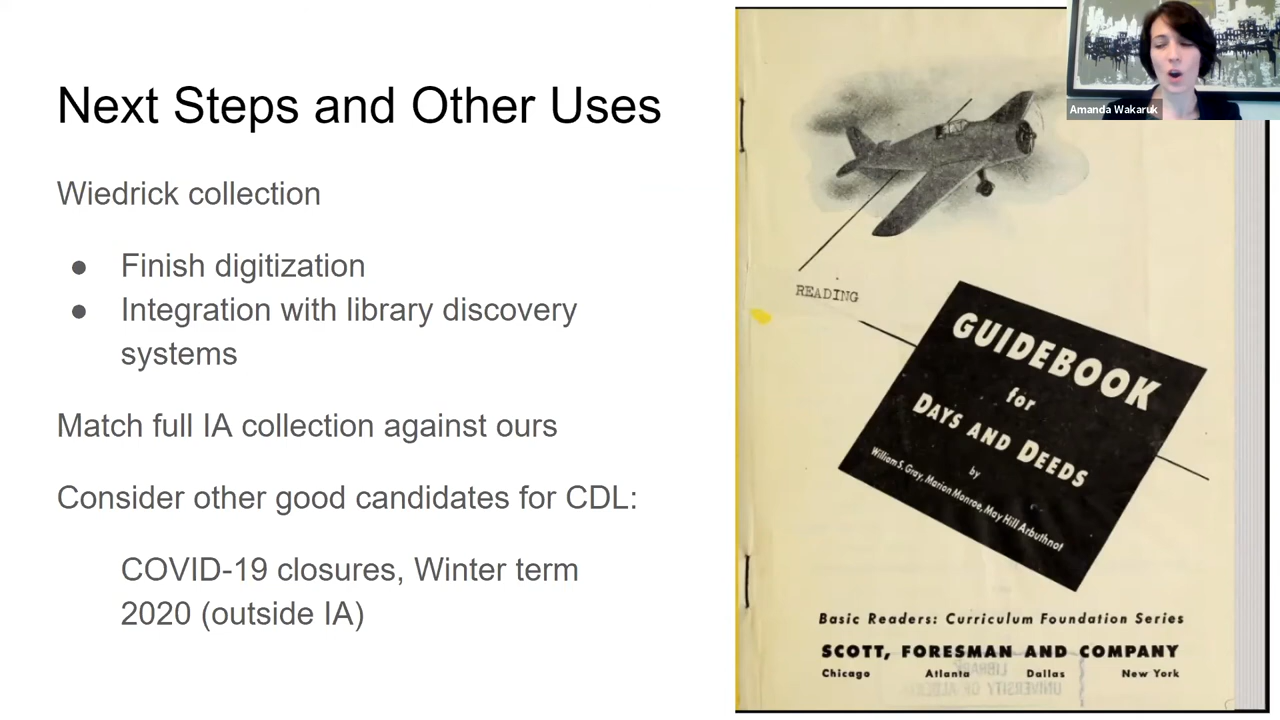 Next Steps and Other Uses
Wiedrick collection
● Finish digitization
● Integration with library discovery
systems
Match full IA collection against ours
Consider other good candidates for CDL:
COVID-19 closures, Winter term
2020 (outside IA)
Amanda Wakaruk
READING
GUIDEBOOK
for
DAYS AND DEEDS
by
William S. Gray, Marion Monroe, May Hill Arbuthnot
Basic Readers: Curriculum Foundation Series
SCOTT, FORESMAN AND COMPANY
Chicago Atlanta Dallas New York
LIBRARY